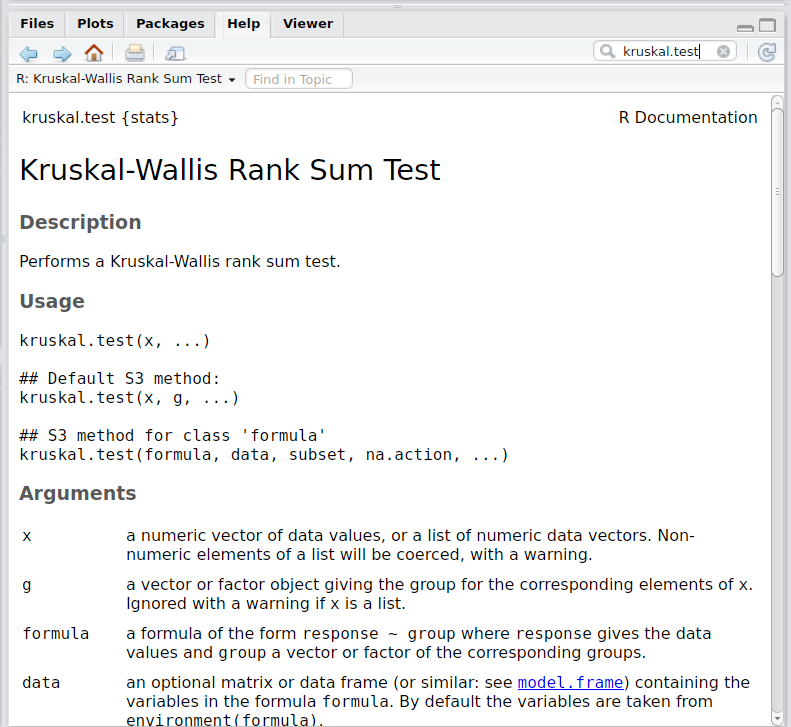 Files Plots Packages Help Viewer
kruskal.test
R: Kruskal-Wallis Rank Sum Test Find in Topic
kruskal.test {stats} R Documentation
Kruskal-Wallis Rank Sum Test
Description
Performs a Kruskal-Wallis rank sum test.
Usage
kruskal.test(x, ...)
## Default S3 method:
kruskal.test(x, g, ...)
## S3 method for class 'formula'
kruskal.test(formula, data, subset, na.action, ...)
Arguments
x a numeric vector of data values, or a list of numeric data vectors. Non-
numeric elements of a list will be coerced, with a warning.
g a vector or factor object giving the group for the corresponding elements of x.
Ignored with a warning if x is a list.
formula a formula of the form response ~ group where response gives the data
values and group a vector or factor of the corresponding groups.
data an optional matrix or data frame (or similar: see model.frame) containing the
variables in the formula formula. By default the variables are taken from
environment(formula).